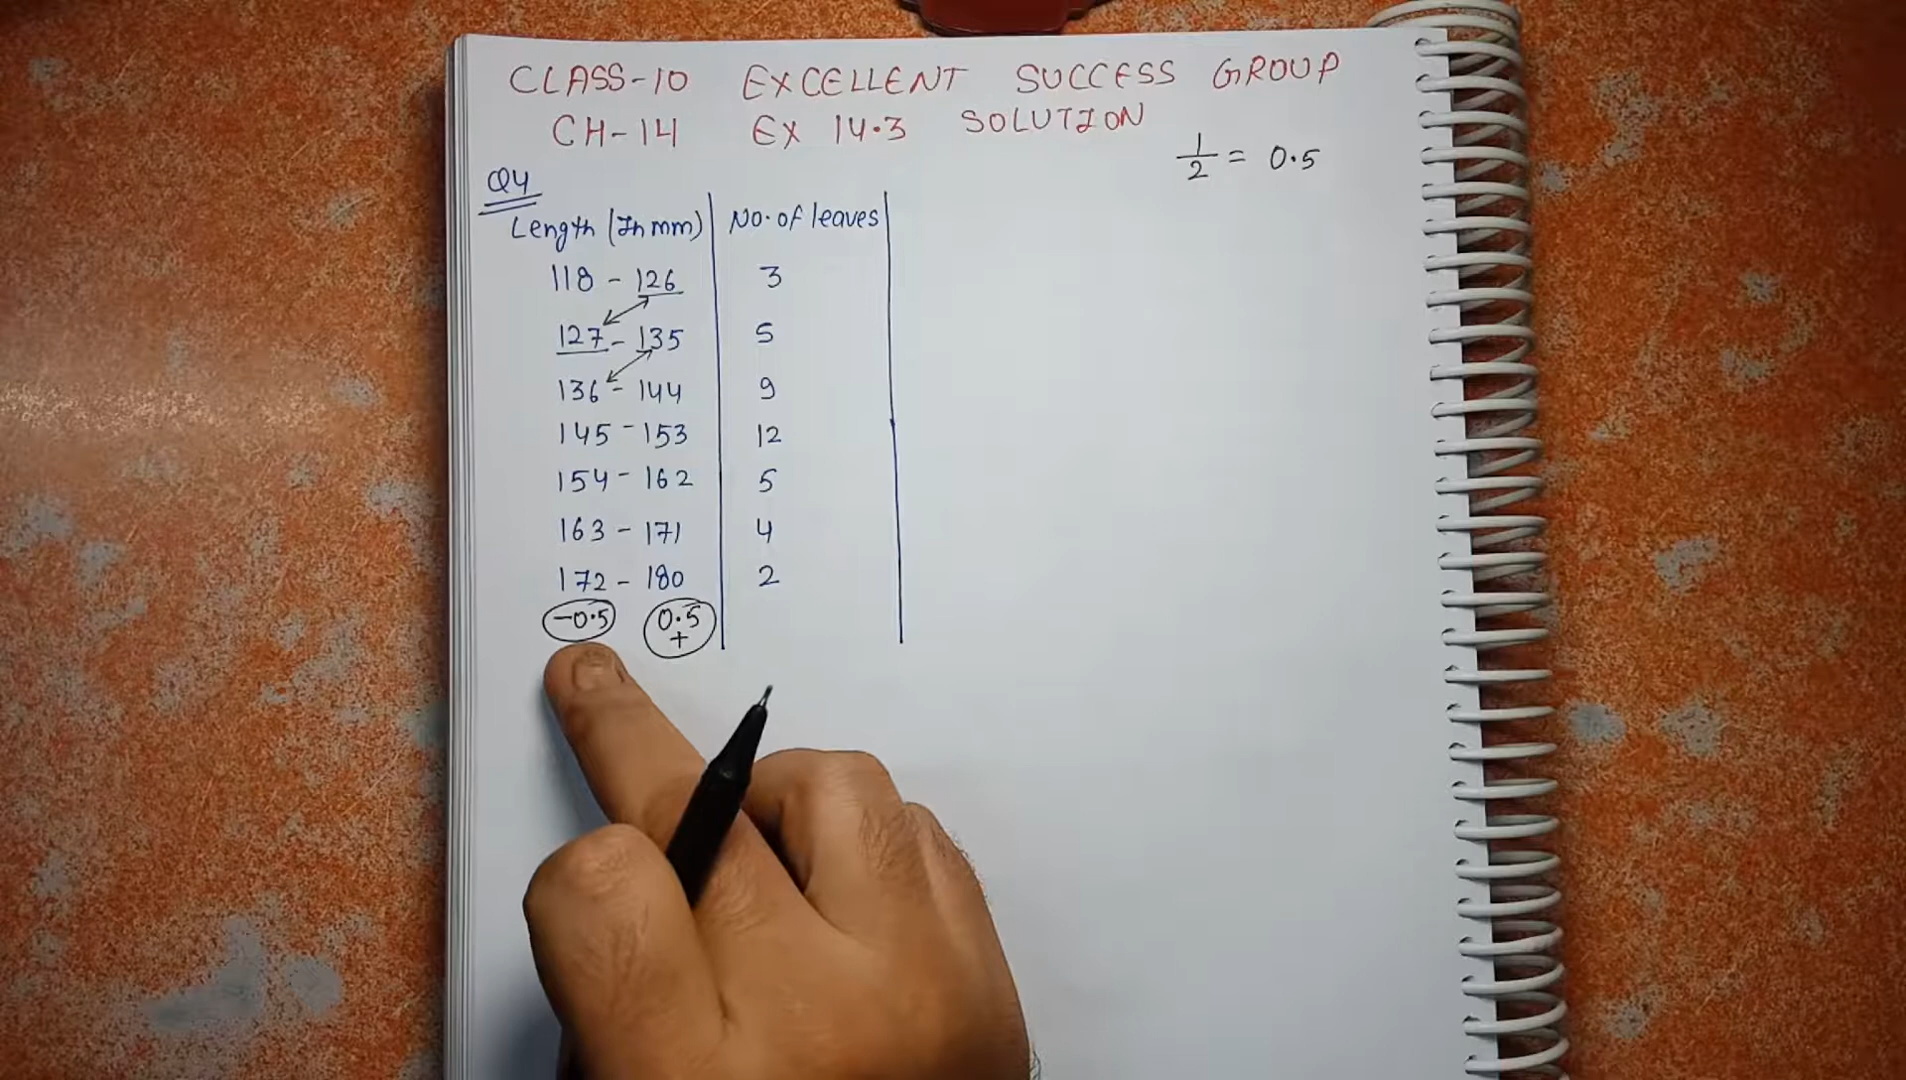 CLASS-10 EXCELLENT SUCCESS GROUP
CH-14 EX 14.3 SOLUTION
1/2 = 0.5
Q4
Length (In mm) No. of leaves
118 - 126 3
127 - 135 5
136 - 144 9
145 - 153 12
154 - 162 5
163 - 171 4
172 - 180 2
-0.5 0.5
+